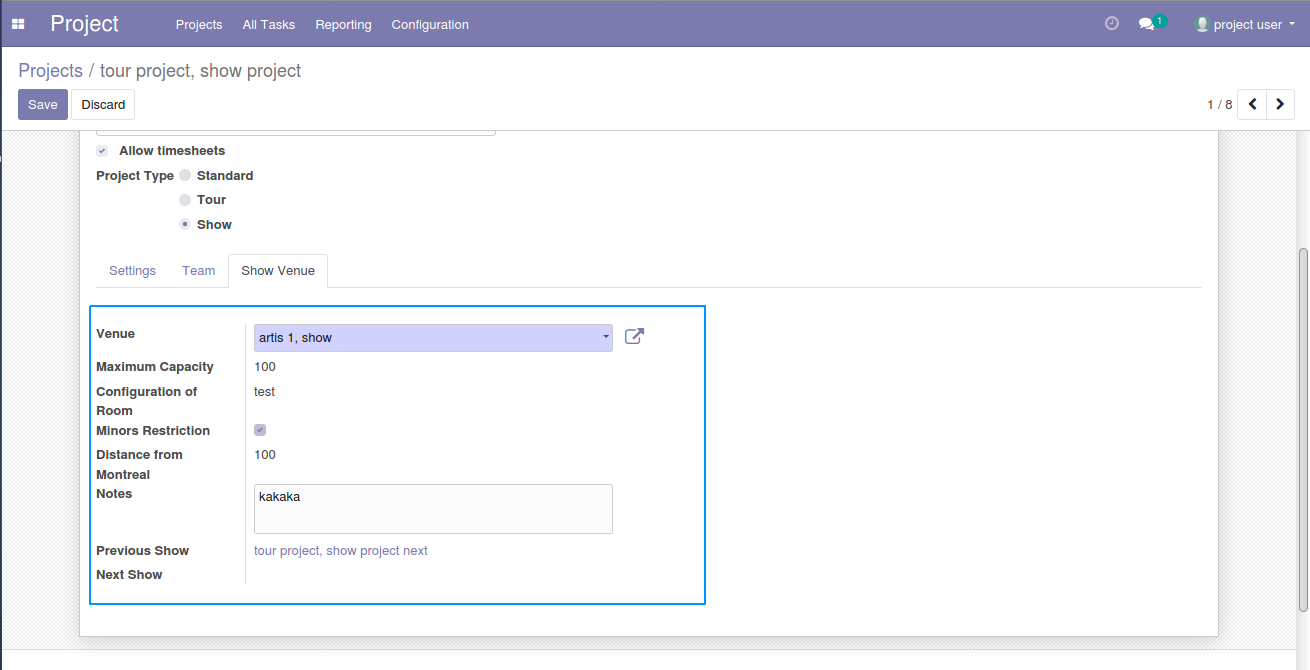 Project Projects All Tasks Reporting Configuration 1 project user
Projects / tour project, show project
Save Discard 1 / 8
Allow timesheets
Project Type Standard
Tour
Show
Settings Team Show Venue
Venue artis 1, show
Maximum Capacity 100
Configuration of test
Room
Minors Restriction
Distance from 100
Montreal
Notes kakaka
Previous Show tour project, show project next
Next Show